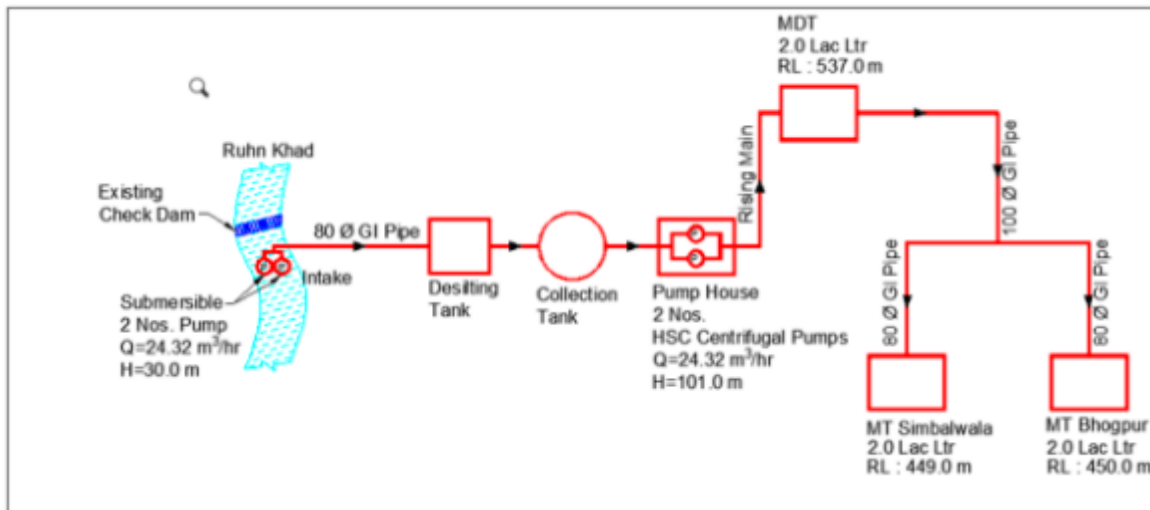 MDT
2.0 Lac Ltr
RL : 537.0 m
Ruhn Khad
Existing
Check Dam
80 Ø GI Pipe
Intake
Submersible
2 Nos. Pump
Q=24.32 m³/hr
H=30.0 m
Desilting
Tank
Collection
Tank
Pump House
2 Nos.
HSC Centrifugal Pumps
Q=24.32 m³/hr
H=101.0 m
Rising Main
100 Ø GI Pipe
80 Ø GI Pipe
80 Ø GI Pipe
MT Simbalwala
2.0 Lac Ltr
RL : 449.0 m
MT Bhogpur
2.0 Lac Ltr
RL : 450.0 m